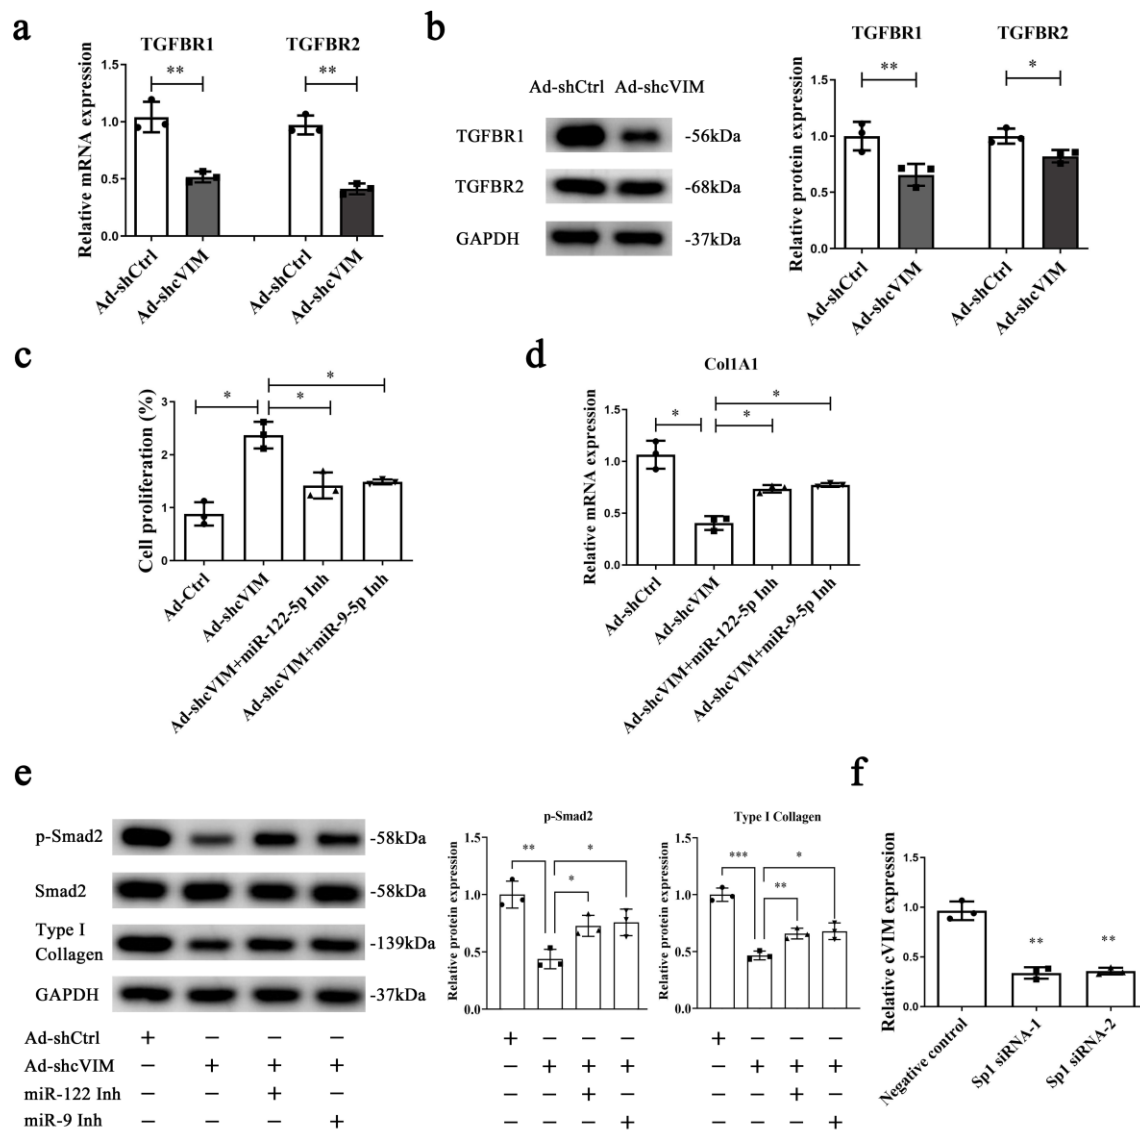 a
TGFBR1
TGFBR2
Relative mRNA expression
1.5
1.0
0.5
0.0
**
**
Ad-shCtrl
Ad-shcVIM
Ad-shCtrl
Ad-shcVIM
b
Ad-shCtrl Ad-shcVIM
TGFBR1 -56kDa
TGFBR2 -68kDa
GAPDH -37kDa
TGFBR1
TGFBR2
Relative protein expression
1.5
1.0
0.5
0.0
**
*
Ad-shCtrl
Ad-shcVIM
Ad-shCtrl
Ad-shcVIM
c
Cell proliferation (%)
3
2
1
0
*
*
*
Ad-Ctrl
Ad-shcVIM
Ad-shcVIM+miR-122-5p Inh
Ad-shcVIM+miR-9-5p Inh
d
Col1A1
Relative mRNA expression
1.5
1.0
0.5
0.0
*
*
*
Ad-shCtrl
Ad-shcVIM
Ad-shcVIM+miR-122-5p Inh
Ad-shcVIM+miR-9-5p Inh
e
p-Smad2 -58kDa
Smad2 -58kDa
Type I
Collagen -139kDa
GAPDH -37kDa
Ad-shCtrl + − − −
Ad-shcVIM − + + +
miR-122 Inh − − + −
miR-9 Inh − − − +
p-Smad2
Relative protein expression
1.5
1.0
0.5
0.0
**
*
*
+ − − −
− + + +
− − + −
− − − +
Type I Collagen
Relative protein expression
1.5
1.0
0.5
0.0
***
**
*
+ − − −
− + + +
− − + −
− − − +
f
Relative cVIM expression
1.5
1.0
0.5
0.0
**
**
Negative control
Sp1 siRNA-1
Sp1 siRNA-2